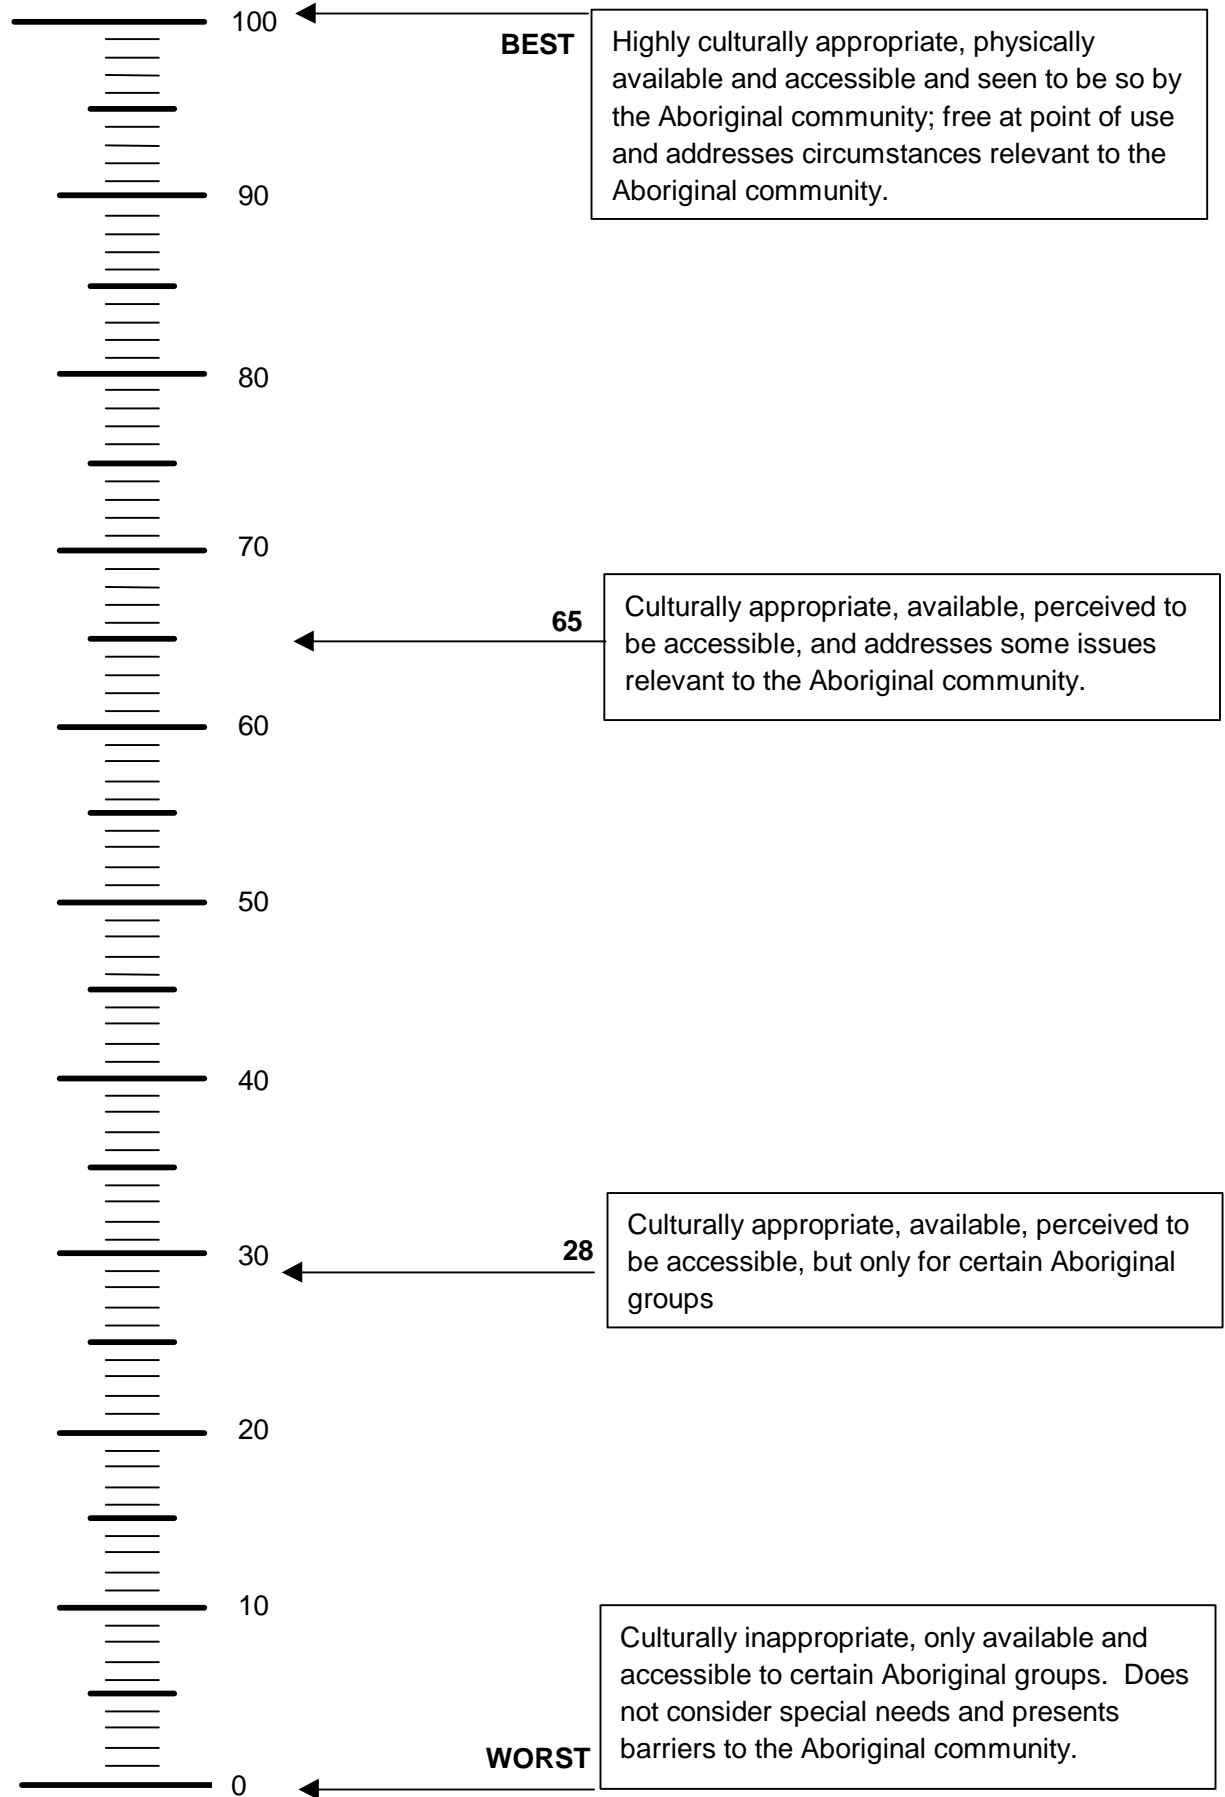 100
BEST
Highly culturally appropriate, physically
available and accessible and seen to be so by
the Aboriginal community; free at point of use
and addresses circumstances relevant to the
Aboriginal community.
90
80
70
65
Culturally appropriate, available, perceived to
be accessible, and addresses some issues
relevant to the Aboriginal community.
60
50
40
30
28
Culturally appropriate, available, perceived to
be accessible, but only for certain Aboriginal
groups
20
10
Culturally inappropriate, only available and
accessible to certain Aboriginal groups.  Does
not consider special needs and presents
barriers to the Aboriginal community.
WORST
0